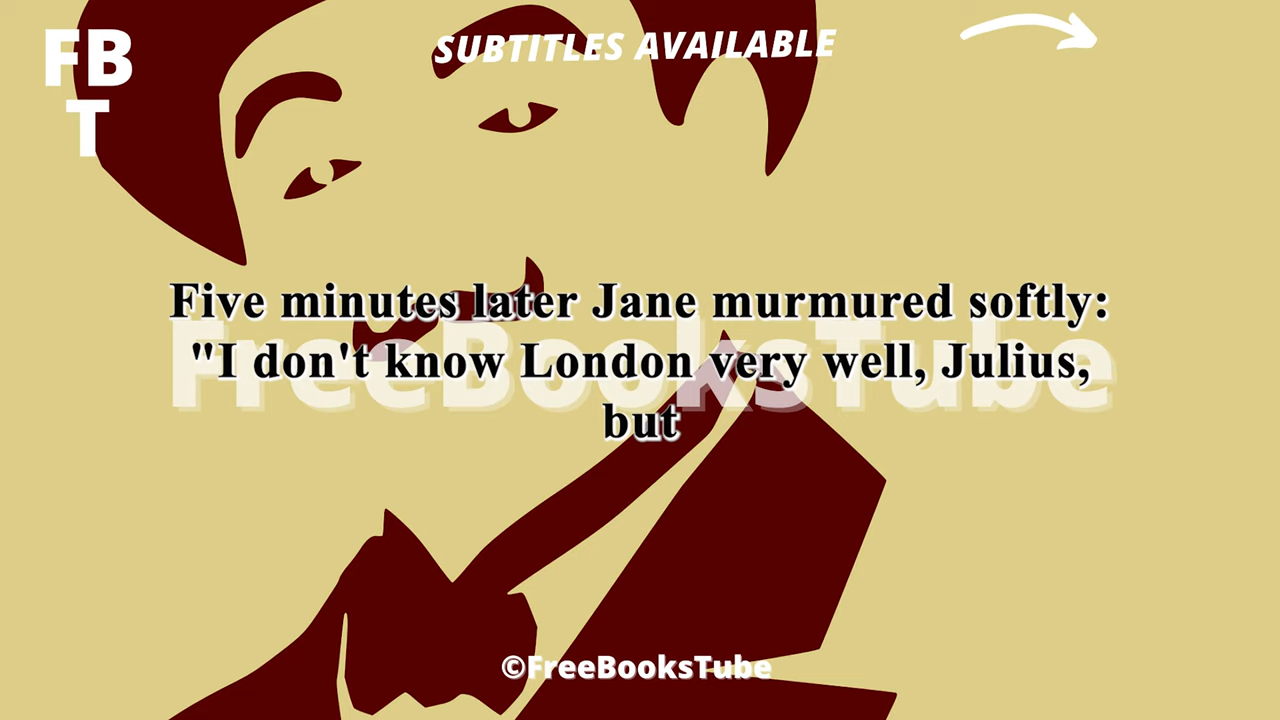 FB
T
SUBTITLES AVAILABLE
Five minutes later Jane murmured softly:
"I don't know London very well, Julius,
but
FreeBooksTube
©FreeBooksTube